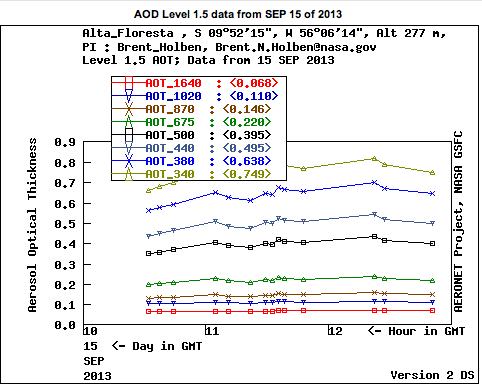 AOD Level 1.5 data from SEP 15 of 2013
Alta_Floresta , S 09°52'15", W 56°06'14", Alt 277 m,
PI : Brent_Holben, Brent.N.Holben@nasa.gov
Level 1.5 AOT; Data from 15 SEP 2013
AOT_1640 : <0.068>
AOT_1020 : <0.110>
AOT_870 : <0.146>
AOT_675 : <0.220>
AOT_500 : <0.395>
AOT_440 : <0.495>
AOT_380 : <0.638>
AOT_340 : <0.749>
Aerosol Optical Thickness
0.9
0.8
0.7
0.6
0.5
0.4
0.3
0.2
0.1
0.0
AERONET Project, NASA GSFC
10 11 12 <- Hour in GMT
15 <- Day in GMT
SEP
2013
Version 2 DS